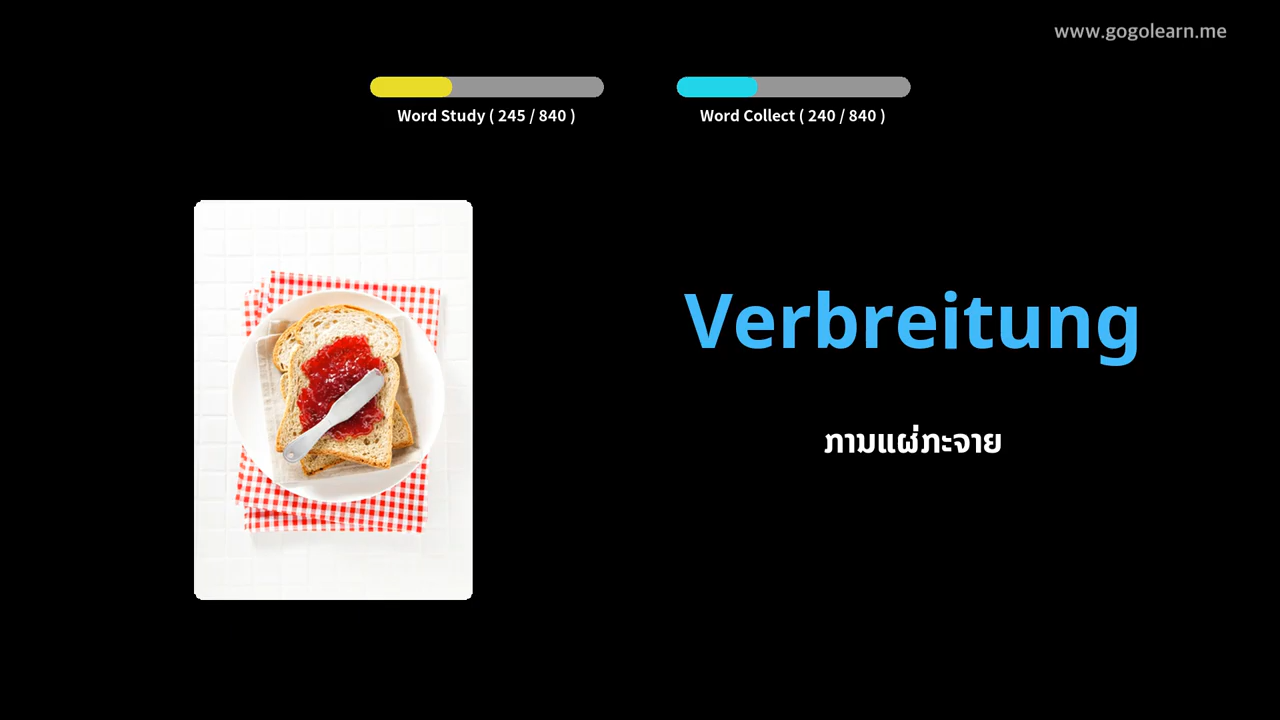 www.gogolearn.me
Word Study ( 245 / 840 )
Word Collect ( 240 / 840 )
Verbreitung
ການແຜ່ກະຈາຍ